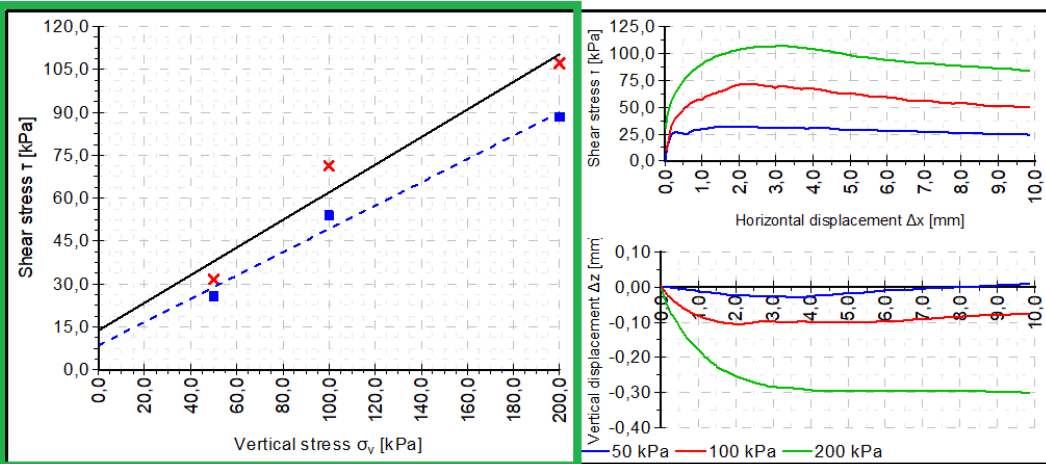 120,0
105,0
90,0
75,0
60,0
45,0
30,0
15,0
0,0
Shear stress τ [kPa]
0,0 20,0 40,0 60,0 80,0 100,0 120,0 140,0 160,0 180,0 200,0
Vertical stress σv [kPa]
125,0
100,0
75,0
50,0
25,0
0,0
Shear stress τ [kPa]
0,0 1,0 2,0 3,0 4,0 5,0 6,0 7,0 8,0 9,0 10,0
Horizontal displacement Δx [mm]
0,10
0,00
-0,10
-0,20
-0,30
-0,40
Vertical displacement Δz [mm]
0,0 1,0 2,0 3,0 4,0 5,0 6,0 7,0 8,0 9,0 10,0
50 kPa 100 kPa 200 kPa